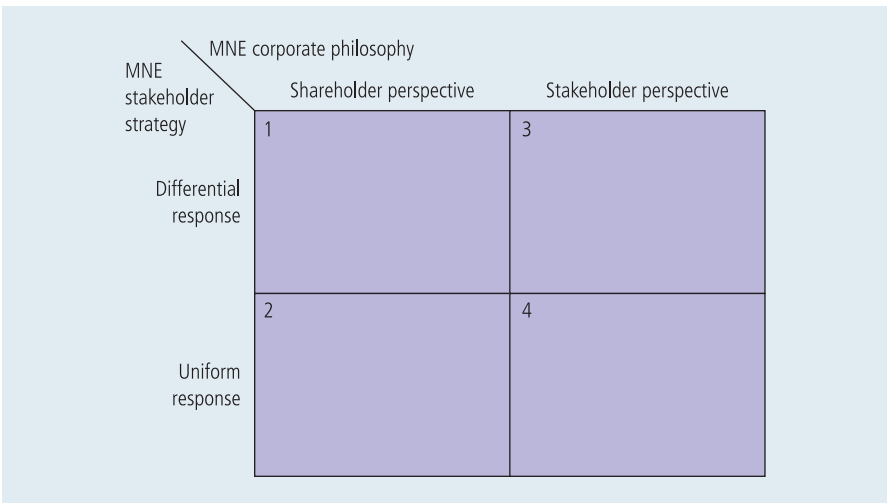 MNE corporate philosophy
MNE
stakeholder
strategy
Shareholder perspective
Stakeholder perspective
1
3
Differential
response
2
4
Uniform
response